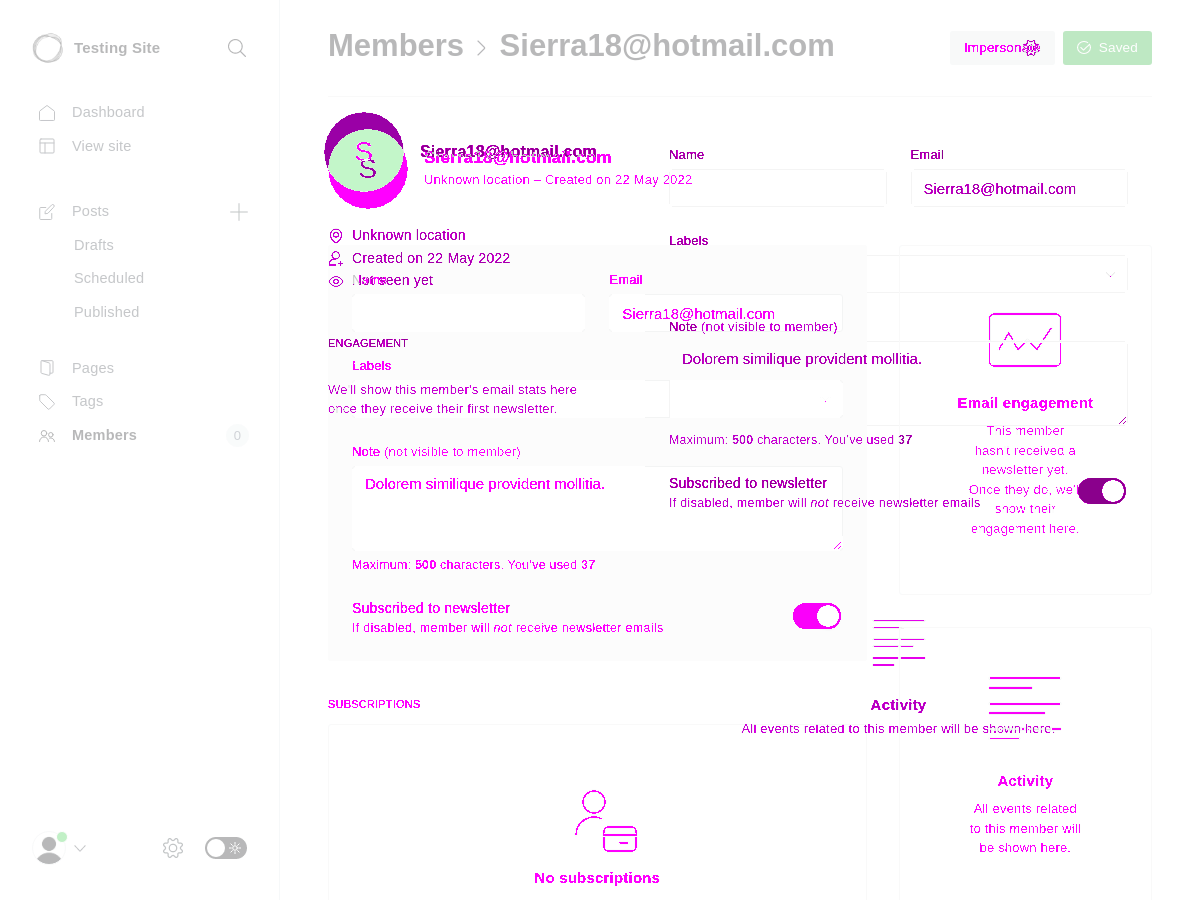 Testing Site
Members
Sierra18@hotmail.com
Saved
Dashboard
View site
Posts
Drafts
Scheduled
Published
Pages
Tags
Members
0
Sierra18@hotmail.com
Sierra18@hotmail.com
Unknown location – Created on 22 May 2022
Unknown location
Created on 22 May 2022
seen yet
ENGAGEMENT
We'll show this member's email stats here
once they receive their first newsletter.
Name
Email
Sierra18@hotmail.com
Labels
Note (not visible to member)
Dolorem similique provident mollitia.
Maximum: 500 characters. You've used 37
Subscribed to newsletter
If disabled, member will not receive newsletter emails
Email
Sierra18@hotmail.com
Labels
Note (not visible to member)
Dolorem similique provident mollitia.
Maximum: 500 characters. You've used 37
Subscribed to newsletter
If disabled, member will not receive newsletter emails
Email engagement
This member
hasn't received a
newsletter yet.
Once they do, we'll
show their
engagement here.
SUBSCRIPTIONS
No subscriptions
Activity
All events related to this member will be shown here.
Activity
All events related
to this member will
be shown here.